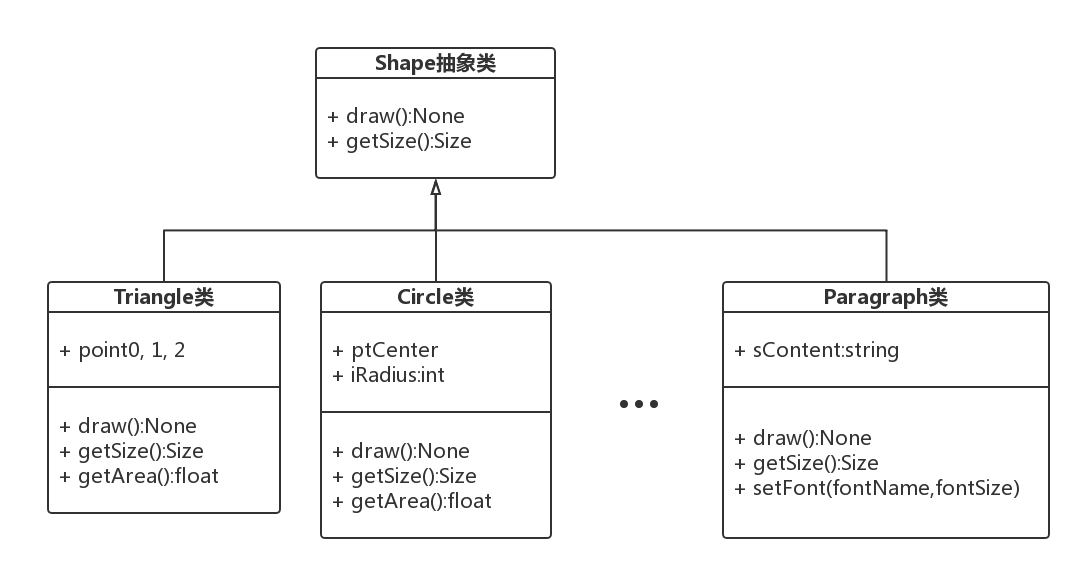 Shape抽象类
+ draw():None
+ getSize():Size
Triangle类
+ point0, 1, 2
+ draw():None
+ getSize():Size
+ getArea():float
Circle类
+ ptCenter
+ iRadius:int
+ draw():None
+ getSize():Size
+ getArea():float
•••
Paragraph类
+ sContent:string
+ draw():None
+ getSize():Size
+ setFont(fontName,fontSize)